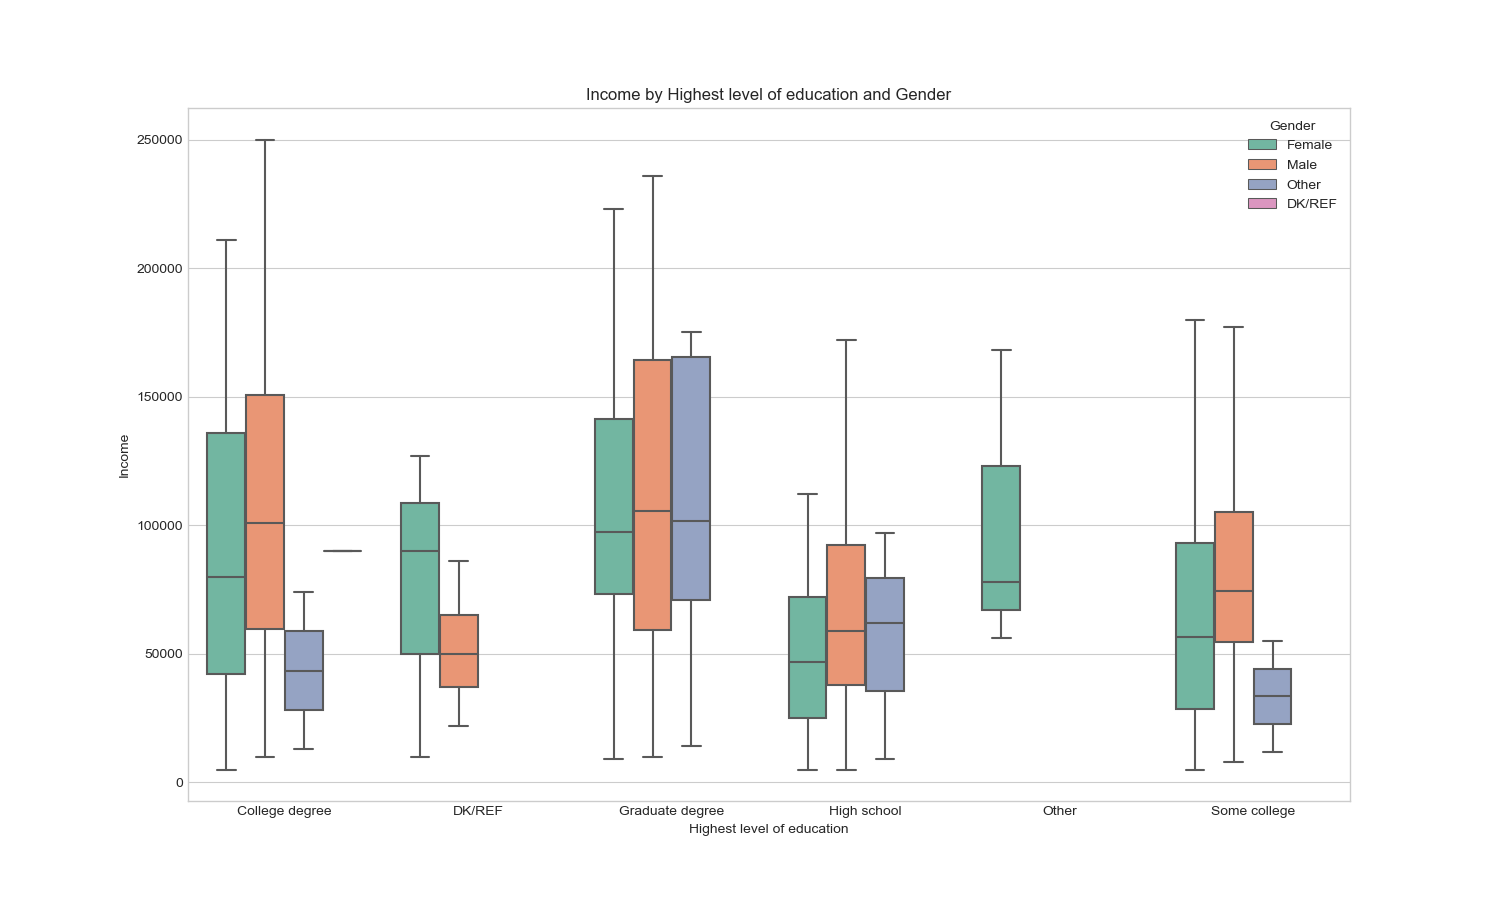 Income by Highest level of education and Gender
Gender
Female
Male
Other
DK/REF
250000
200000
150000
100000
50000
0
Income
College degree
DK/REF
Graduate degree
High school
Other
Some college
Highest level of education